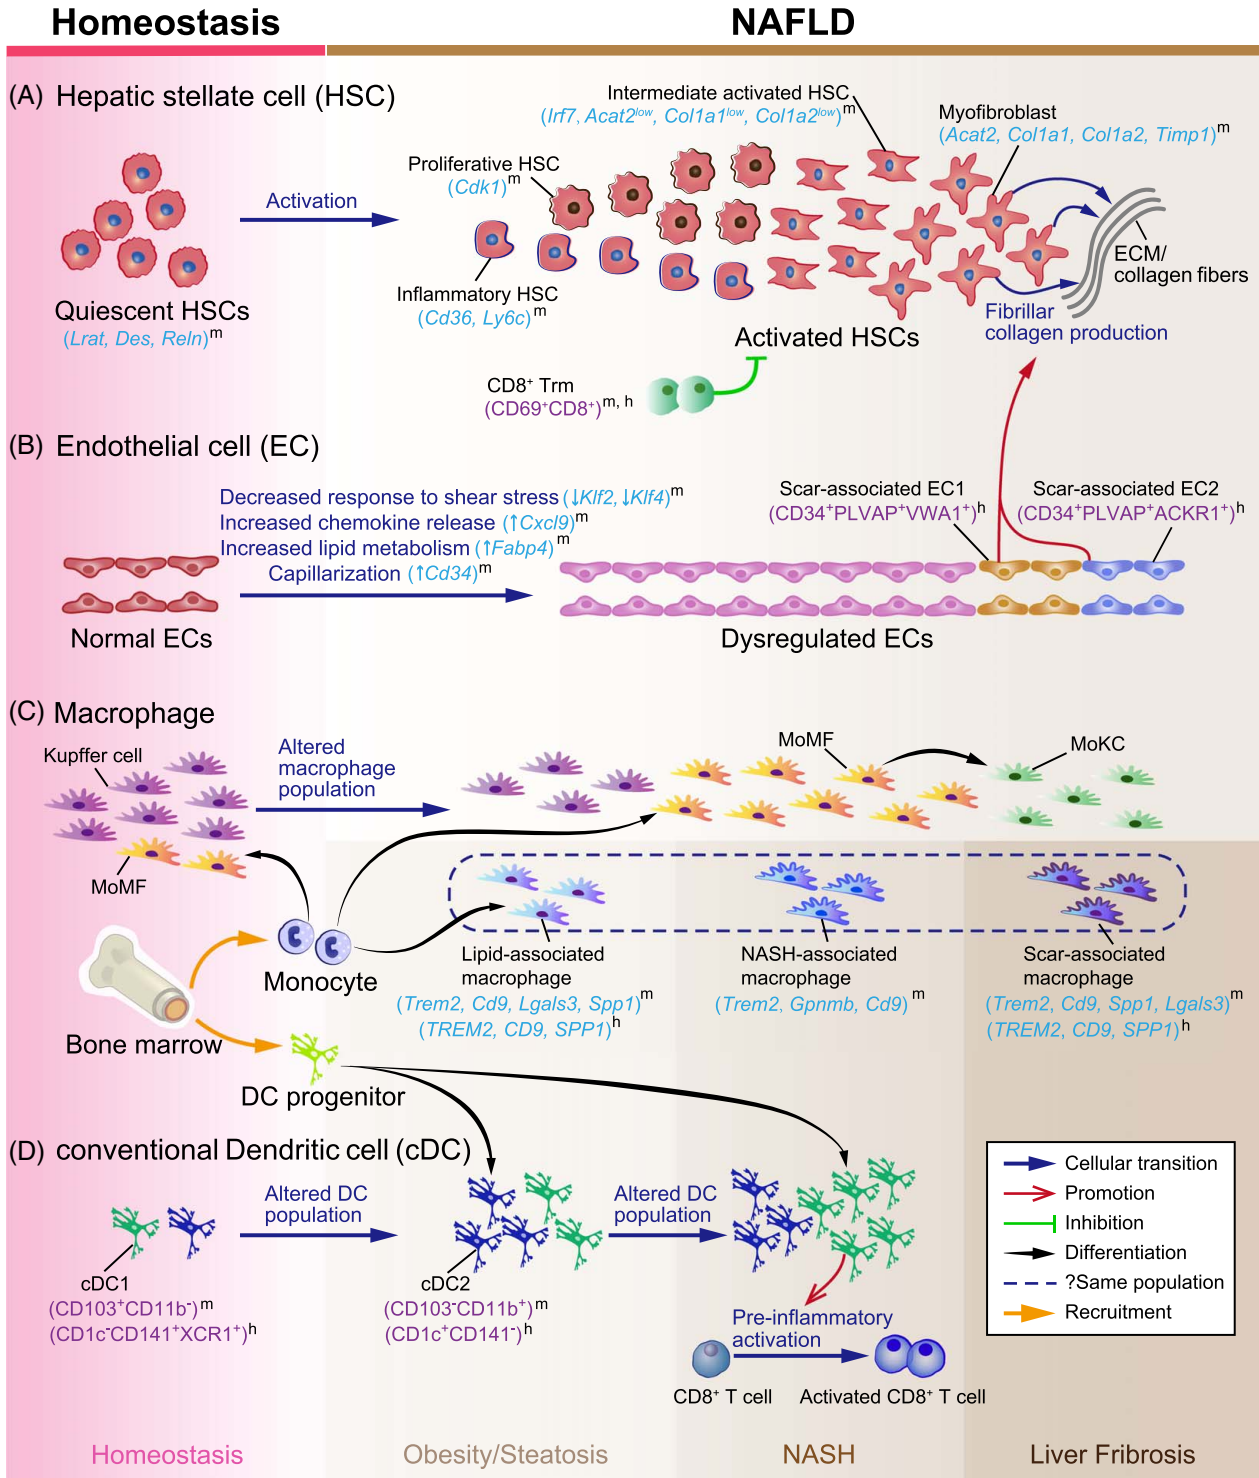 Homeostasis
NAFLD
(A) Hepatic stellate cell (HSC)
Intermediate activated HSC
(Irf7, Acat2low, Col1a1low, Col1a2low)m
Myofibroblast
(Acat2, Col1a1, Col1a2, Timp1)m
Proliferative HSC
(Cdk1)m
Activation
ECM/
collagen fibers
Quiescent HSCs
(Lrat, Des, Reln)m
Inflammatory HSC
(Cd36, Ly6c)m
Activated HSCs
Fibrillar
collagen production
CD8+ Trm
(CD69+CD8+)m, h
(B) Endothelial cell (EC)
Decreased response to shear stress (↓Klf2, ↓Klf4)m
Increased chemokine release (↑Cxcl9)m
Increased lipid metabolism (↑Fabp4)m
Capillarization (↑Cd34)m
Scar-associated EC1
(CD34+PLVAP+VWA1+)h
Scar-associated EC2
(CD34+PLVAP+ACKR1+)h
Normal ECs
Dysregulated ECs
(C) Macrophage
Kupffer cell
Altered
macrophage
population
MoMF
MoKC
MoMF
Monocyte
Bone marrow
Lipid-associated
macrophage
(Trem2, Cd9, Lgals3, Spp1)m
(TREM2, CD9, SPP1)h
NASH-associated
macrophage
(Trem2, Gpnmb, Cd9)m
Scar-associated
macrophage
(Trem2, Cd9, Spp1, Lgals3)m
(TREM2, CD9, SPP1)h
DC progenitor
(D) conventional Dendritic cell (cDC)
Altered DC
population
Altered DC
population
cDC1
(CD103+CD11b-)m
(CD1c-CD141+XCR1+)h
cDC2
(CD103-CD11b+)m
(CD1c+CD141-)h
Pre-inflammatory
activation
CD8+ T cell
Activated CD8+ T cell
Cellular transition
Promotion
Inhibition
Differentiation
?Same population
Recruitment
Homeostasis
Obesity/Steatosis
NASH
Liver Fribrosis